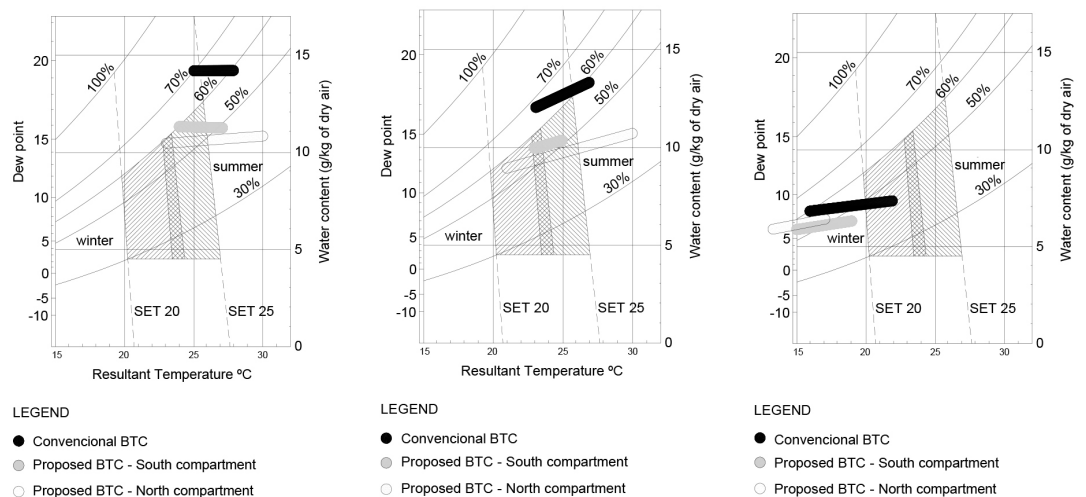 20
15
10
5
0
-5
-10
Dew point
100%
70%
60%
50%
30%
summer
winter
SET 20
SET 25
15
10
5
0
Water content (g/kg of dry air)
15
20
25
30
Resultant Temperature ºC
LEGEND
Convencional BTC
Proposed BTC - South compartment
Proposed BTC - North compartment
20
15
10
5
0
-5
-10
Dew point
100%
70%
60%
50%
30%
summer
winter
SET 20
SET 25
15
10
5
0
Water content (g/kg of dry air)
15
20
25
30
Resultant Temperature ºC
LEGEND
Convencional BTC
Proposed BTC - South compartment
Proposed BTC - North compartment
20
15
10
5
0
-5
-10
Dew point
100%
70%
60%
50%
30%
summer
winter
SET 20
SET 25
15
10
5
0
Water content (g/kg of dry air)
15
20
25
30
Resultant Temperature ºC
LEGEND
Convencional BTC
Proposed BTC - South compartment
Proposed BTC - North compartment